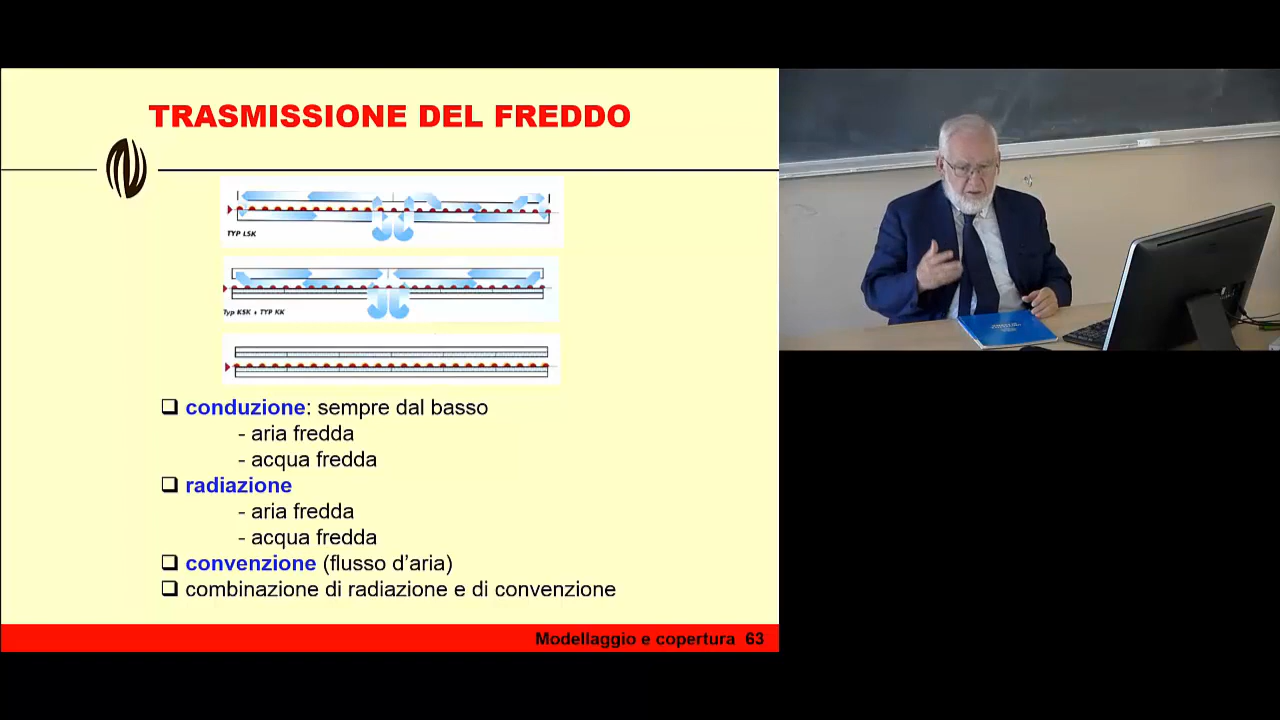 TRASMISSIONE DEL FREDDO
TYP LSK
Typ KSK + TYP KK
❑ conduzione: sempre dal basso
- aria fredda
- acqua fredda
❑ radiazione
- aria fredda
- acqua fredda
❑ convenzione (flusso d'aria)
❑ combinazione di radiazione e di convenzione
Modellaggio e copertura 63